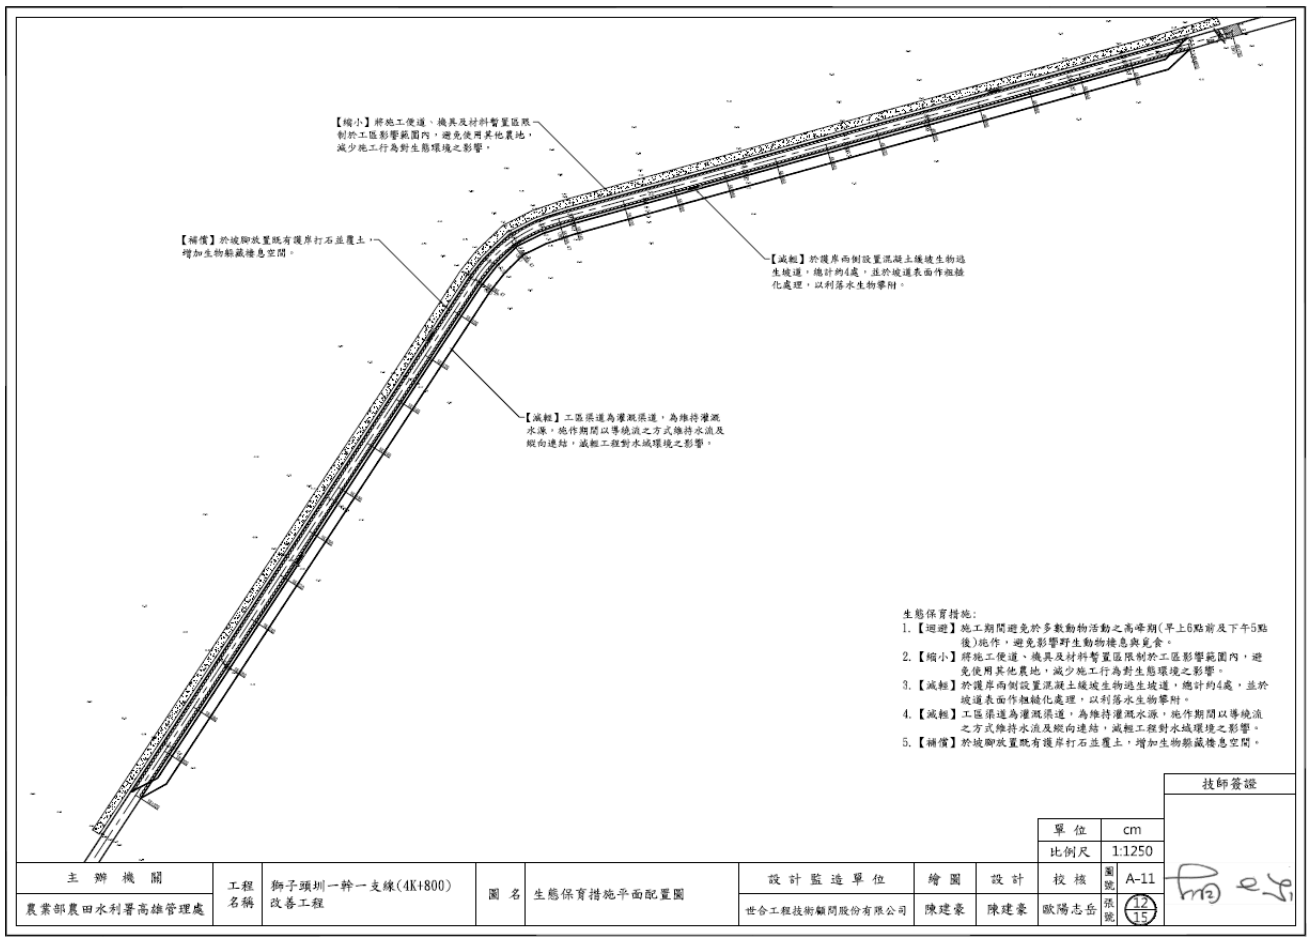 【縮小】將施工便道、機具及材料暫置區限
制於工區影響範圍內，避免使用其他農地，
減少施工行為對生態環境之影響。
【補償】於坡腳放置既有護岸打石並覆土，
增加生物躲藏棲息空間。
【減輕】於護岸兩側設置混凝土緩坡生物逃
生坡道，總計約4處，並於坡道表面作粗糙
化處理，以利落水生物攀附。
【減輕】工區渠道為灌溉渠道，為維持灌溉
水源，施作期間以導繞流之方式維持水流及
縱向連結，減輕工程對水域環境之影響。
生態保育措施:
1.【迴避】施工期間避免於多數動物活動之高峰期(早上6點前及下午5點
後)施作，避免影響野生動物棲息與覓食。
2.【縮小】將施工便道、機具及材料暫置區限制於工區影響範圍內，避
免使用其他農地，減少施工行為對生態環境之影響。
3.【減輕】於護岸兩側設置混凝土緩坡生物逃生坡道，總計約4處，並於
坡道表面作粗糙化處理，以利落水生物攀附。
4.【減輕】工區渠道為灌溉渠道，為維持灌溉水源，施作期間以導繞流
之方式維持水流及縱向連結，減輕工程對水域環境之影響。
5.【補償】於坡腳放置既有護岸打石並覆土，增加生物躲藏棲息空間。
技師簽證
單位 cm
比例尺 1:1250
主辦機關
農業部農田水利署高雄管理處
工程名稱
獅子頭圳一幹一支線(4K+800)
改善工程
圖名
生態保育措施平面配置圖
設計監造單位
世合工程技術顧問股份有限公司
繪圖
陳建豪
設計
陳建豪
校核
歐陽志岳
圖號 A-11
張號 12
15